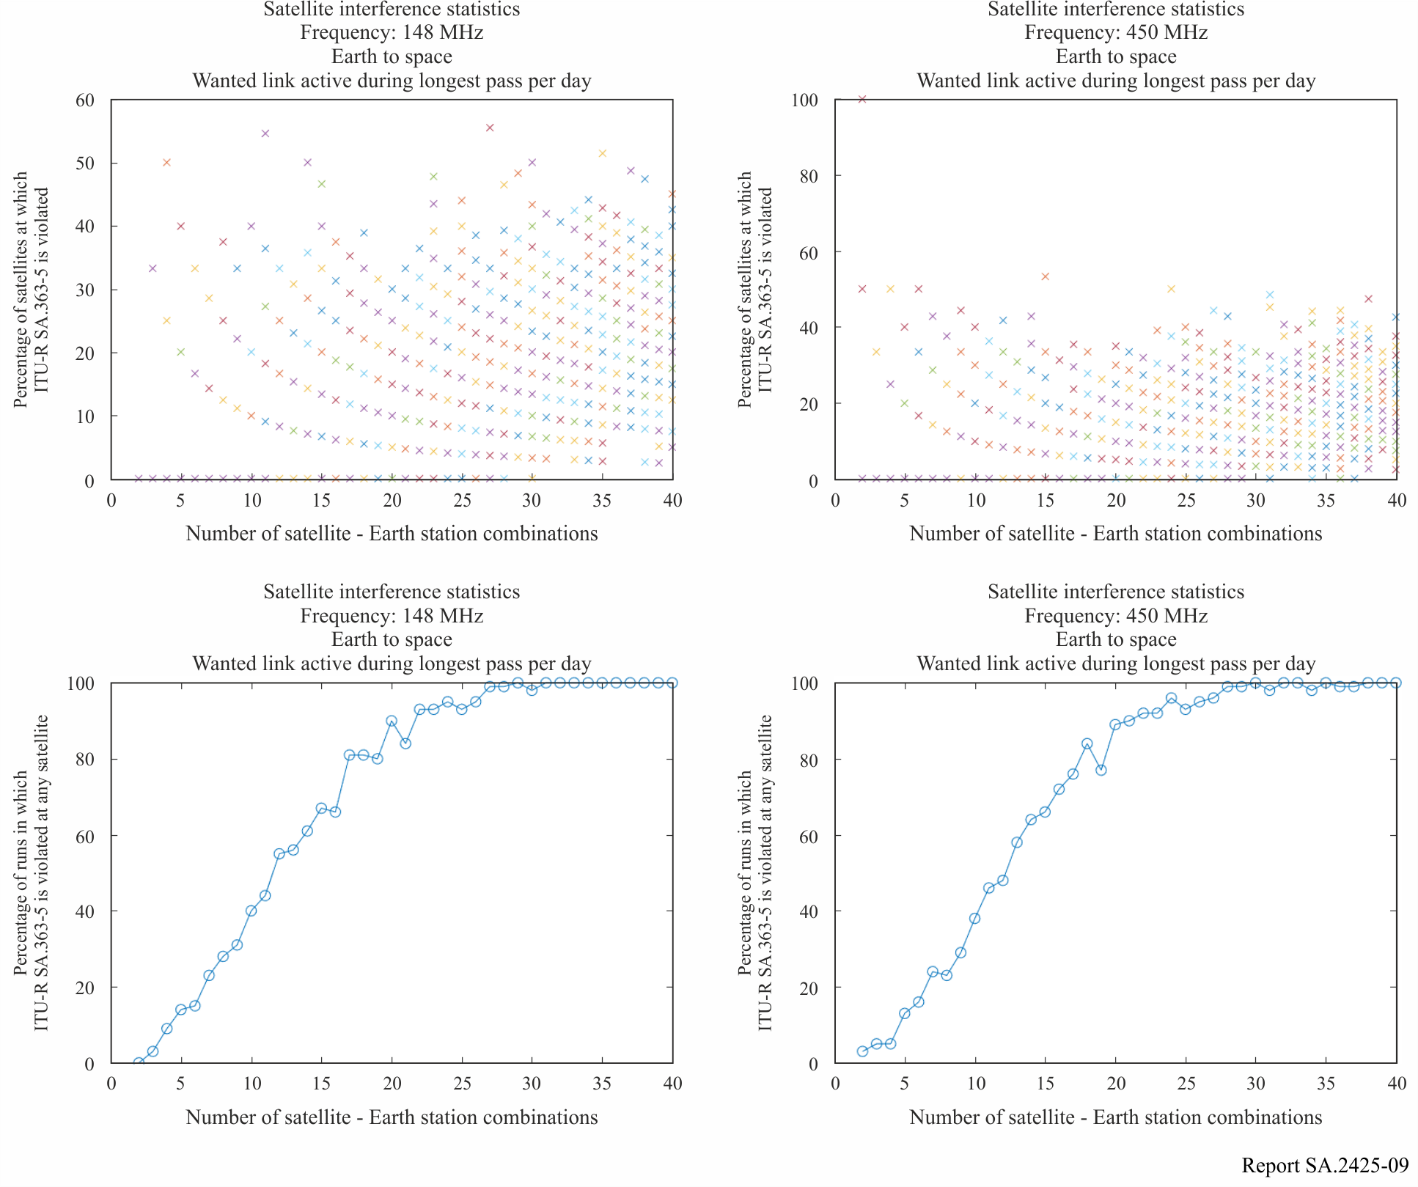 Satellite interference statistics
Frequency: 148 MHz
Earth to space
Wanted link active during longest pass per day
Percentage of satellites at which
ITU-R SA.363-5 is violated
60
50
40
30
20
10
0
0 5 10 15 20 25 30 35 40
Number of satellite - Earth station combinations
Satellite interference statistics
Frequency: 450 MHz
Earth to space
Wanted link active during longest pass per day
Percentage of satellites at which
ITU-R SA.363-5 is violated
100
80
60
40
20
0
0 5 10 15 20 25 30 35 40
Number of satellite - Earth station combinations
Satellite interference statistics
Frequency: 148 MHz
Earth to space
Wanted link active during longest pass per day
Percentage of runs in which
ITU-R SA.363-5 is violated at any satellite
100
80
60
40
20
0
0 5 10 15 20 25 30 35 40
Number of satellite - Earth station combinations
Satellite interference statistics
Frequency: 450 MHz
Earth to space
Wanted link active during longest pass per day
Percentage of runs in which
ITU-R SA.363-5 is violated at any satellite
100
80
60
40
20
0
0 5 10 15 20 25 30 35 40
Number of satellite - Earth station combinations
Report SA.2425-09